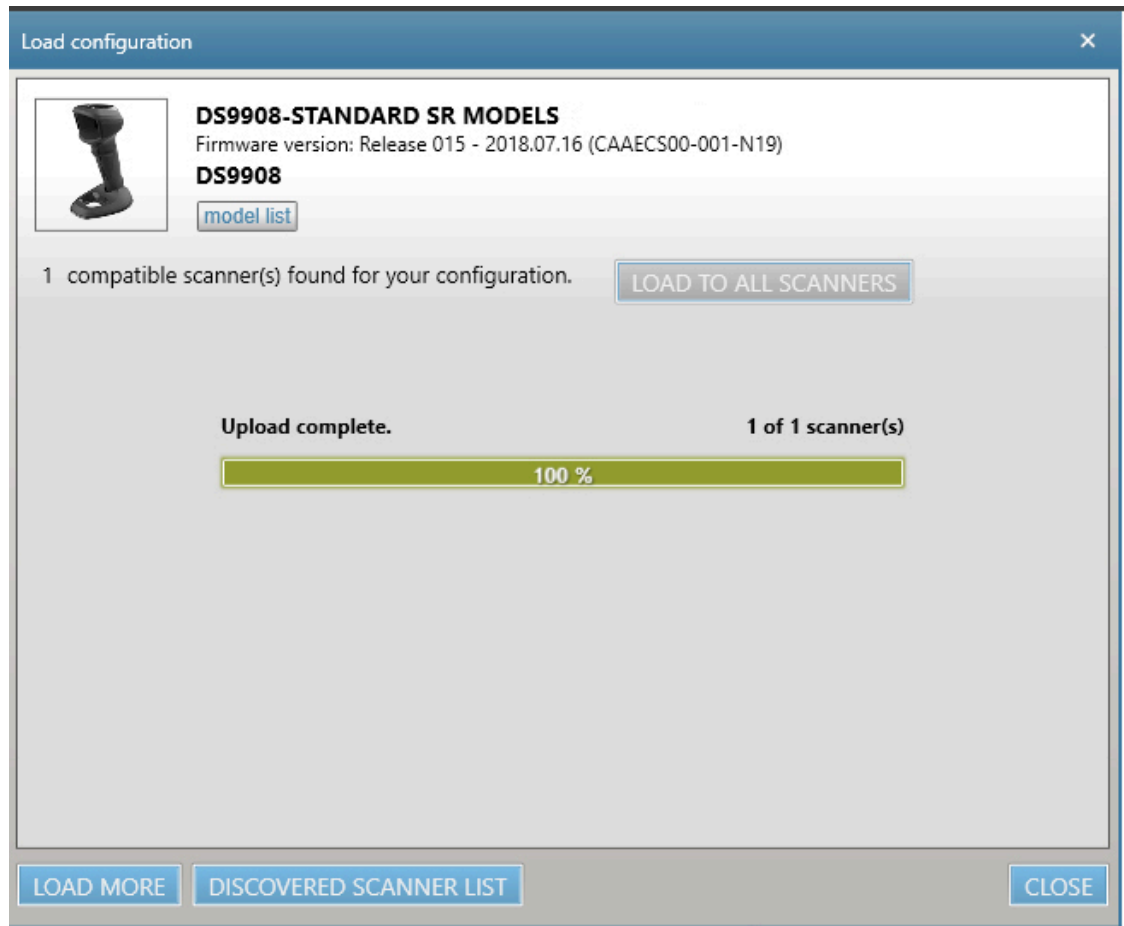 Load configuration
DS9908-STANDARD SR MODELS
Firmware version: Release 015 - 2018.07.16 (CAAECS00-001-N19)
DS9908
model list
1 compatible scanner(s) found for your configuration.
LOAD TO ALL SCANNERS
Upload complete.
1 of 1 scanner(s)
100 %
LOAD MORE
DISCOVERED SCANNER LIST
CLOSE